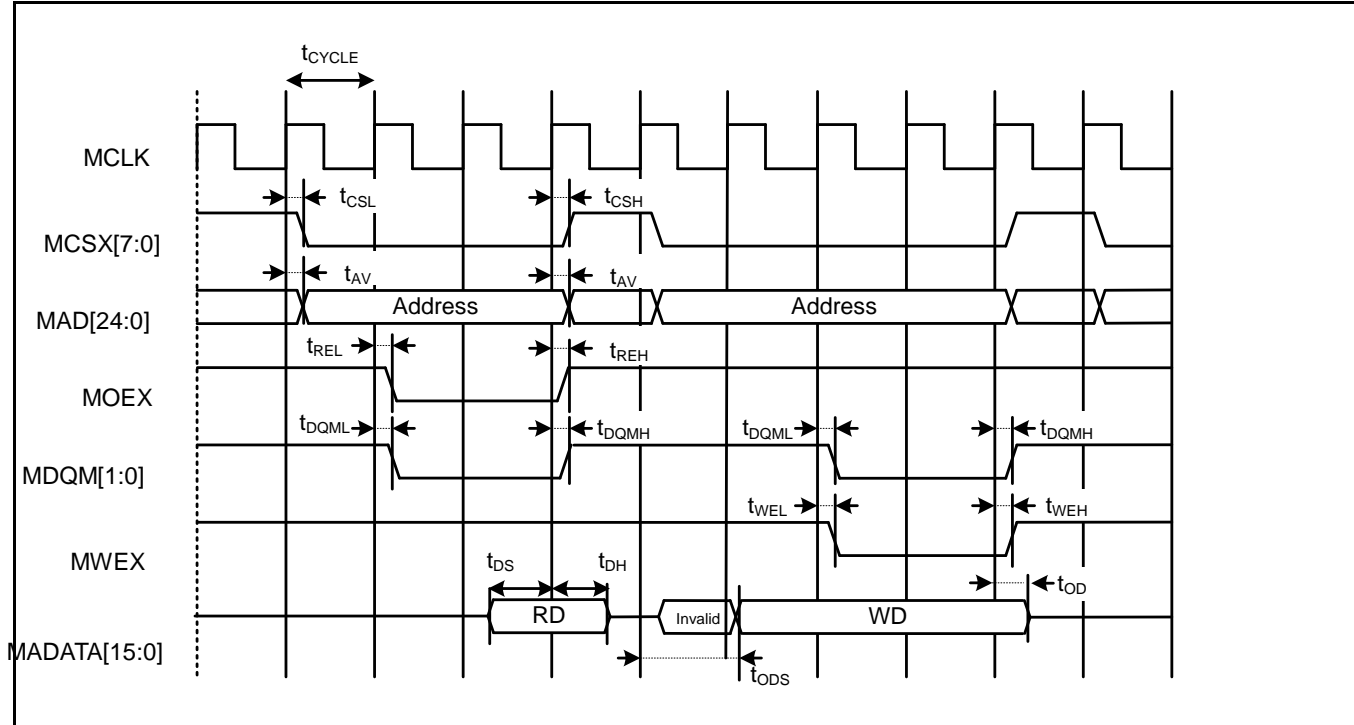 tCYCLE
MCLK
tCSL
tCSH
MCSX[7:0]
tAV
tAV
MAD[24:0]
Address
Address
tREL
tREH
MOEX
tDQML
tDQMH
tDQML
tDQMH
MDQM[1:0]
tWEL
tWEH
MWEX
tDS
tDH
tOD
RD
Invalid
WD
MADATA[15:0]
tODS